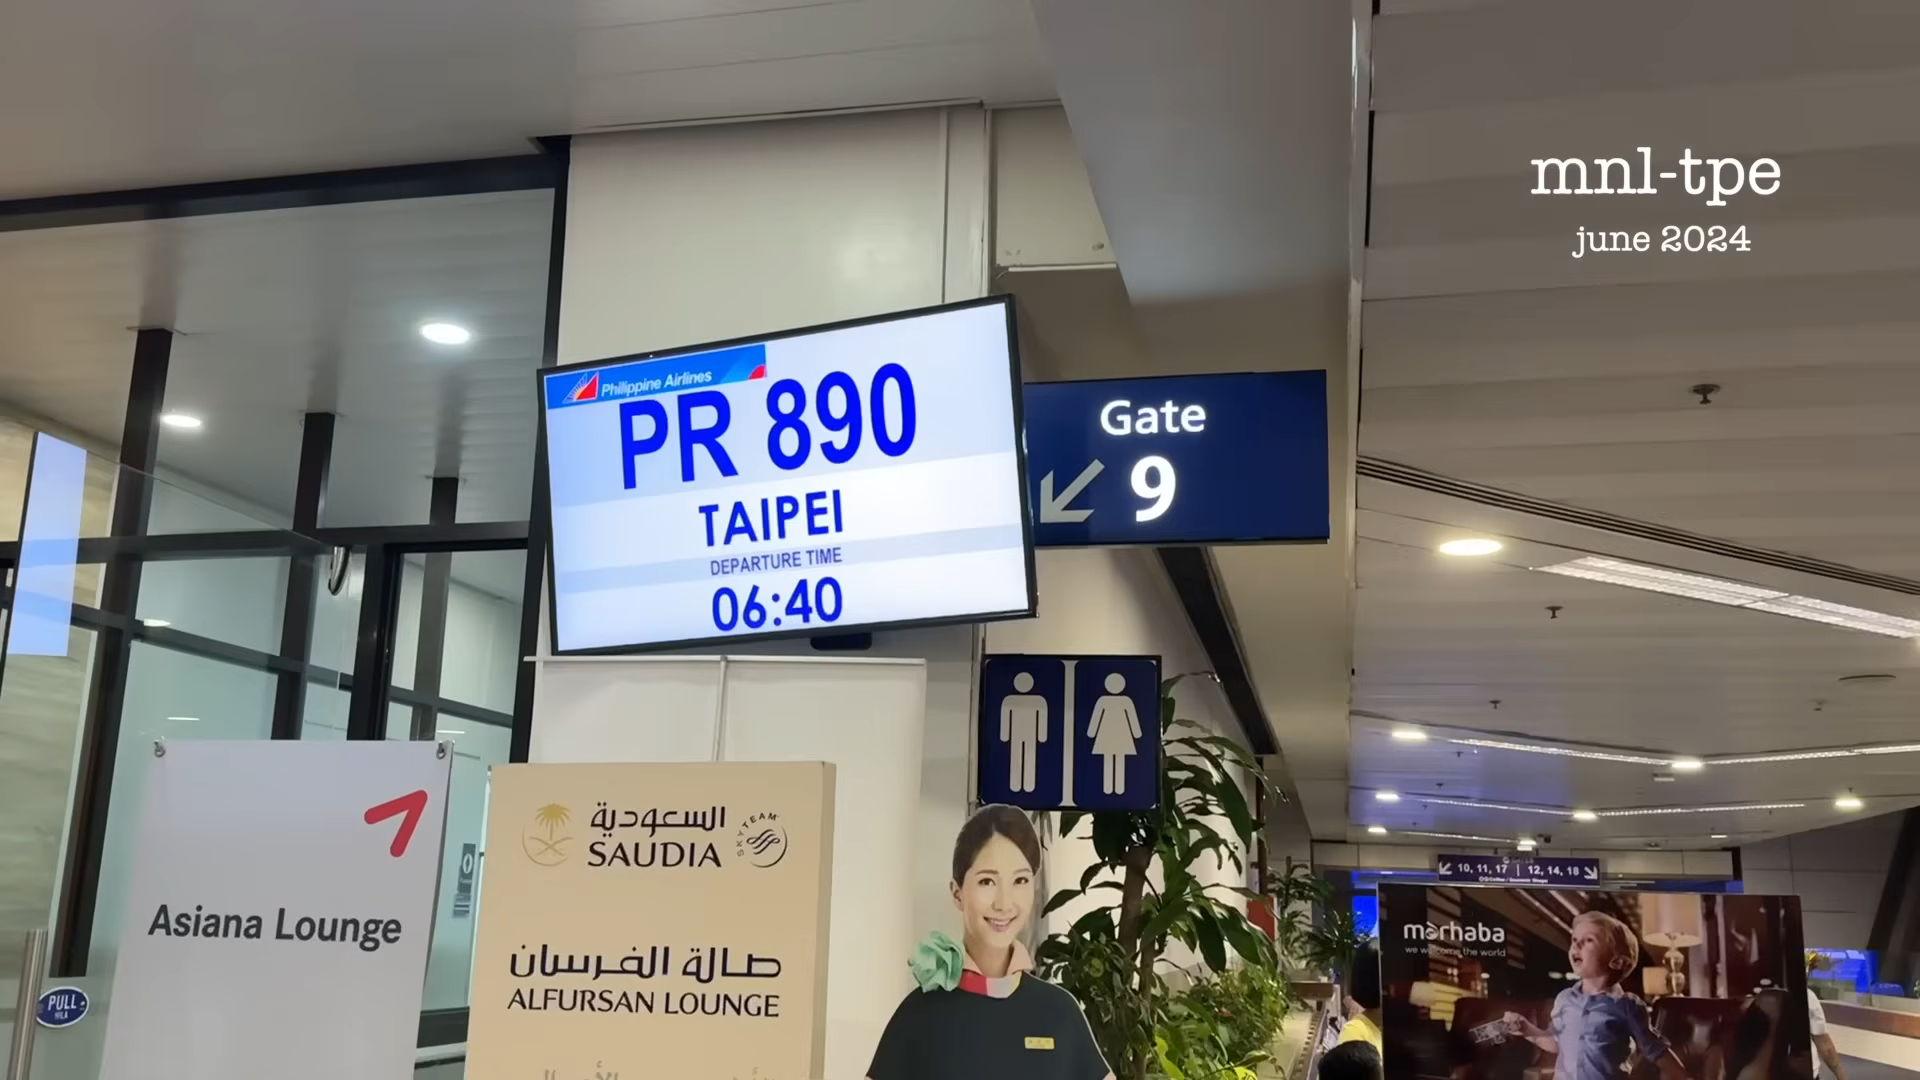 mnl-tpe
june 2024
Philippine Airlines
PR 890
TAIPEI
DEPARTURE TIME
06:40
Gate
9
10, 11, 17 | 12, 14, 18
Asiana Lounge
السعودية
SAUDIA
SKYTEAM
صالة الفرسان
ALFURSAN LOUNGE
marhaba
we welcome the world
PULL